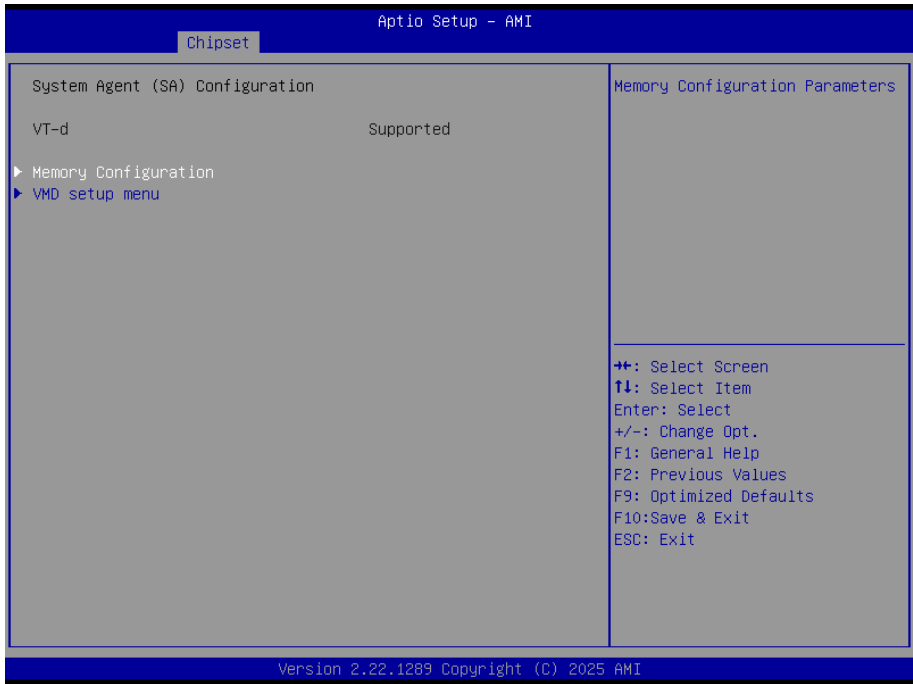 Aptio Setup – AMI
Chipset
System Agent (SA) Configuration
VT-d Supported
Memory Configuration
VMD setup menu
Memory Configuration Parameters
→←: Select Screen
↑↓: Select Item
Enter: Select
+/-: Change Opt.
F1: General Help
F2: Previous Values
F9: Optimized Defaults
F10:Save & Exit
ESC: Exit
Version 2.22.1289 Copyright (C) 2025 AMI